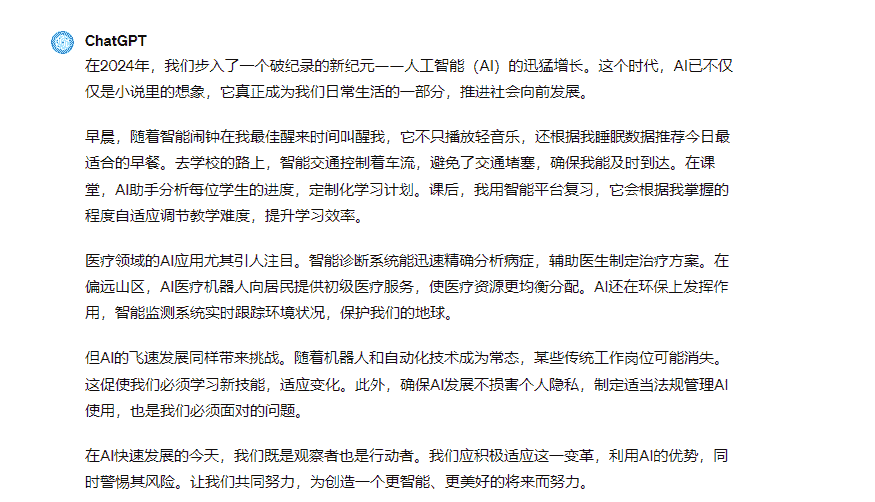 ChatGPT
在2024年，我们步入了一个破纪录的新纪元——人工智能（AI）的迅猛增长。这个时代，AI已不仅
仅是小说里的想象，它真正成为我们日常生活的一部分，推进社会向前发展。
早晨，随着智能闹钟在我最佳醒来时间叫醒我，它不只播放轻音乐，还根据我睡眠数据推荐今日最
适合的早餐。去学校的路上，智能交通控制着车流，避免了交通堵塞，确保我能及时到达。在课
堂，AI助手分析每位学生的进度，定制化学习计划。课后，我用智能平台复习，它会根据我掌握的
程度自适应调节教学难度，提升学习效率。
医疗领域的AI应用尤其引人注目。智能诊断系统能迅速精确分析病症，辅助医生制定治疗方案。在
偏远山区，AI医疗机器人向居民提供初级医疗服务，使医疗资源更均衡分配。AI还在环保上发挥作
用，智能监测系统实时跟踪环境状况，保护我们的地球。
但AI的飞速发展同样带来挑战。随着机器人和自动化技术成为常态，某些传统工作岗位可能消失。
这促使我们必须学习新技能，适应变化。此外，确保AI发展不损害个人隐私，制定适当法规管理AI
使用，也是我们必须面对的问题。
在AI快速发展的今天，我们既是观察者也是行动者。我们应积极适应这一变革，利用AI的优势，同
时警惕其风险。让我们共同努力，为创造一个更智能、更美好的将来而努力。